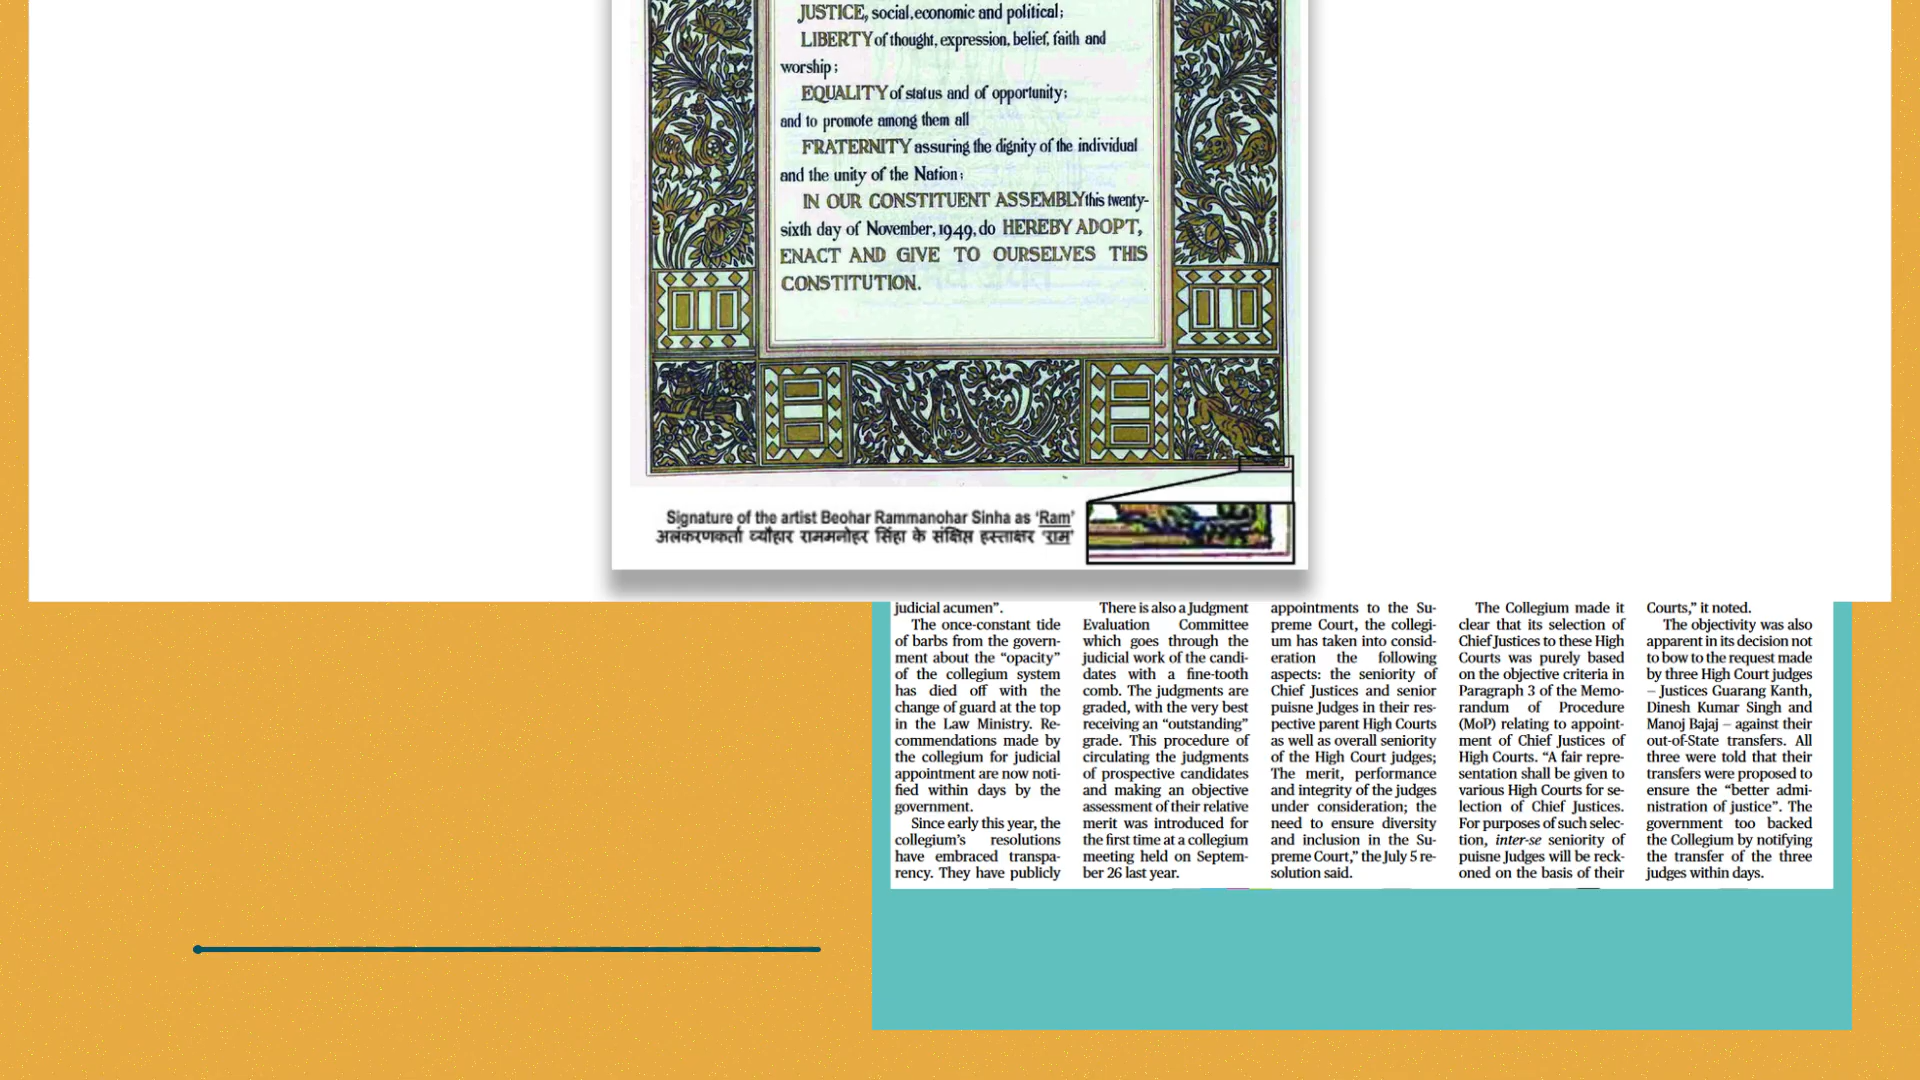 JUSTICE, social, economic and political;
LIBERTY of thought, expression, belief, faith and
worship;
EQUALITY of status and of opportunity;
and to promote among them all
FRATERNITY assuring the dignity of the individual
and the unity of the Nation;
IN OUR CONSTITUENT ASSEMBLY this twenty-
sixth day of November, 1949, do HEREBY ADOPT,
ENACT AND GIVE TO OURSELVES THIS
CONSTITUTION.
Signature of the artist Beohar Rammanohar Sinha as 'Ram'
अलंकरणकर्ता ब्यौहार राममनोहर सिंहा के संक्षिप्त हस्ताक्षर 'राम'
judicial acumen”.
The once-constant tide
of barbs from the govern-
ment about the “opacity”
of the collegium system
has died off with the
change of guard at the top
in the Law Ministry. Re-
commendations made by
the collegium for judicial
appointment are now noti-
fied within days by the
government.
Since early this year, the
collegium’s resolutions
have embraced transpa-
rency. They have publicly
There is also a Judgment
Evaluation Committee
which goes through the
judicial work of the candi-
dates with a fine-tooth
comb. The judgments are
graded, with the very best
receiving an “outstanding”
grade. This procedure of
circulating the judgments
of prospective candidates
and making an objective
assessment of their relative
merit was introduced for
the first time at a collegium
meeting held on Septem-
ber 26 last year.
appointments to the Su-
preme Court, the collegi-
um has taken into consid-
eration the following
aspects: the seniority of
Chief Justices and senior
puisne Judges in their res-
pective parent High Courts
as well as overall seniority
of the High Court judges;
The merit, performance
and integrity of the judges
under consideration; the
need to ensure diversity
and inclusion in the Su-
preme Court,” the July 5 re-
solution said.
The Collegium made it
clear that its selection of
Chief Justices to these High
Courts was purely based
on the objective criteria in
Paragraph 3 of the Memo-
randum of Procedure
(MoP) relating to appoint-
ment of Chief Justices of
High Courts. “A fair repre-
sentation shall be given to
various High Courts for se-
lection of Chief Justices.
For purposes of such selec-
tion, inter-se seniority of
puisne Judges will be reck-
oned on the basis of their
Courts,” it noted.
The objectivity was also
apparent in its decision not
to bow to the request made
by three High Court judges
– Justices Guarang Kanth,
Dinesh Kumar Singh and
Manoj Bajaj – against their
out-of-State transfers. All
three were told that their
transfers were proposed to
ensure the “better admi-
nistration of justice”. The
government too backed
the Collegium by notifying
the transfer of the three
judges within days.